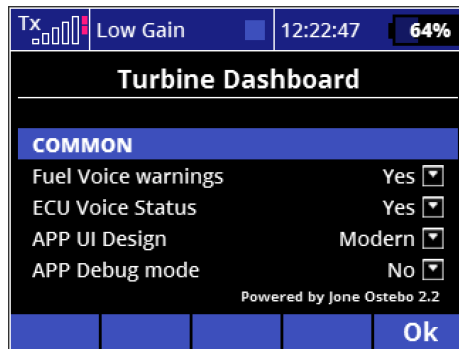 Tx Low Gain 12:22:47 64%
Turbine Dashboard
COMMON
Fuel Voice warnings Yes
ECU Voice Status Yes
APP UI Design Modern
APP Debug mode No
Powered by Jone Ostebo 2.2
Ok